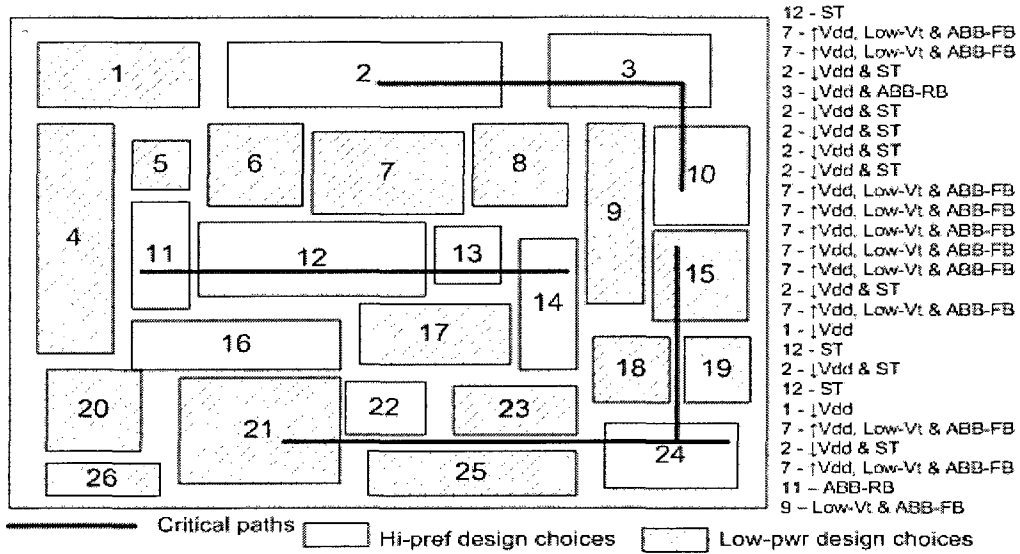 12 - ST
7 - ↑Vdd, Low-Vt & ABB-FB
7 - ↑Vdd, Low-Vt & ABB-FB
2 - ↓Vdd & ST
3 - ↓Vdd & ABB-RB
2 - ↓Vdd & ST
2 - ↓Vdd & ST
2 - ↓Vdd & ST
2 - ↓Vdd & ST
7 - ↑Vdd, Low-Vt & ABB-FB
7 - ↑Vdd, Low-Vt & ABB-FB
7 - ↑Vdd, Low-Vt & ABB-FB
7 - ↑Vdd, Low-Vt & ABB-FB
7 - ↑Vdd, Low-Vt & ABB-FB
2 - ↓Vdd & ST
7 - ↑Vdd, Low-Vt & ABB-FB
1 - ↓Vdd
12 - ST
2 - ↓Vdd & ST
12 - ST
1 - ↓Vdd
7 - ↑Vdd, Low-Vt & ABB-FB
2 - ↓Vdd & ST
7 - ↑Vdd, Low-Vt & ABB-FB
11 - ABB-RB
9 – Low-Vt & ABB-FB
1
2
3
4
5
6
7
8
9
10
11
12
13
14
15
16
17
18
19
20
21
22
23
24
25
26
Critical paths
Hi-pref design choices
Low-pwr design choices